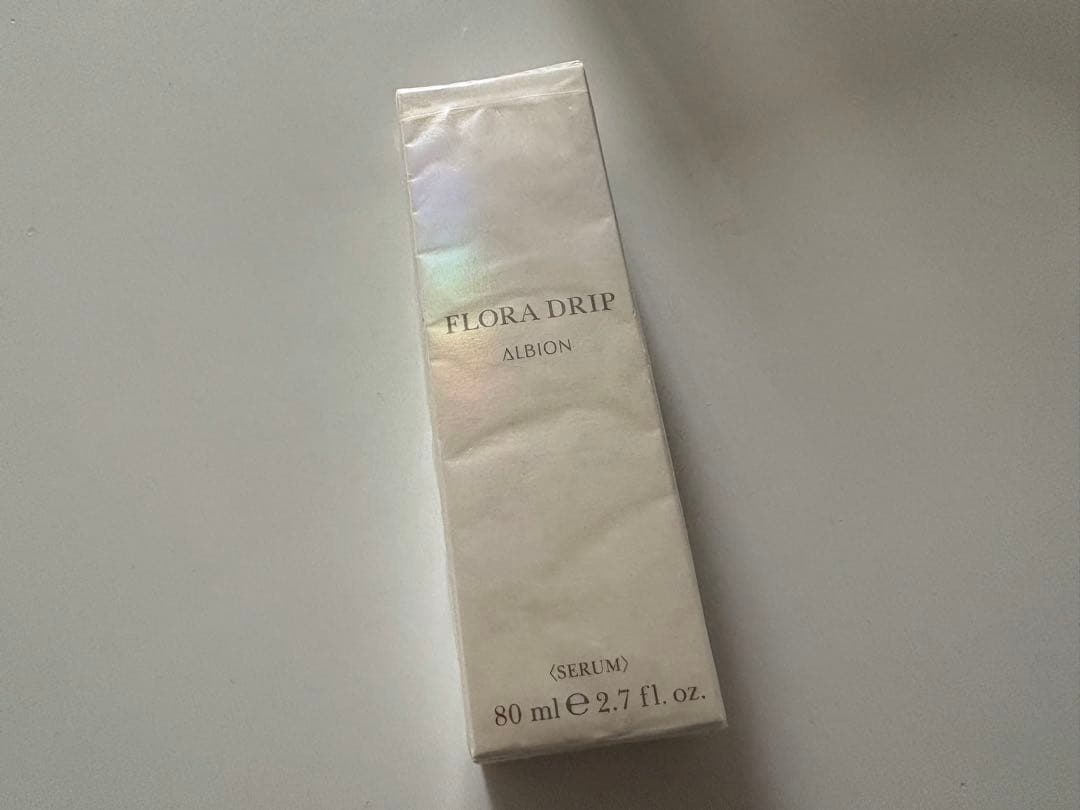 FLORA DRIP
ALBION
〈SERUM〉
80 ml ℮ 2.7 fl. oz.